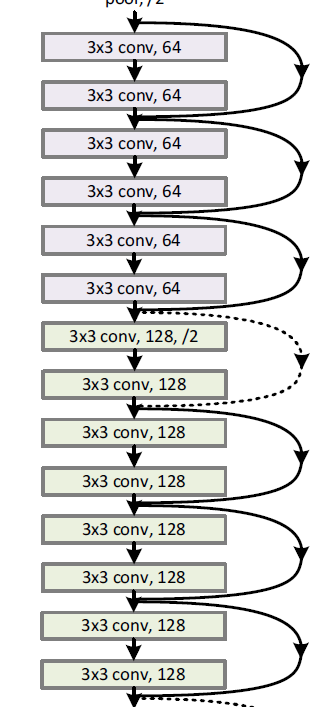 pool, /2
3x3 conv, 64
3x3 conv, 64
3x3 conv, 64
3x3 conv, 64
3x3 conv, 64
3x3 conv, 64
3x3 conv, 128, /2
3x3 conv, 128
3x3 conv, 128
3x3 conv, 128
3x3 conv, 128
3x3 conv, 128
3x3 conv, 128
3x3 conv, 128